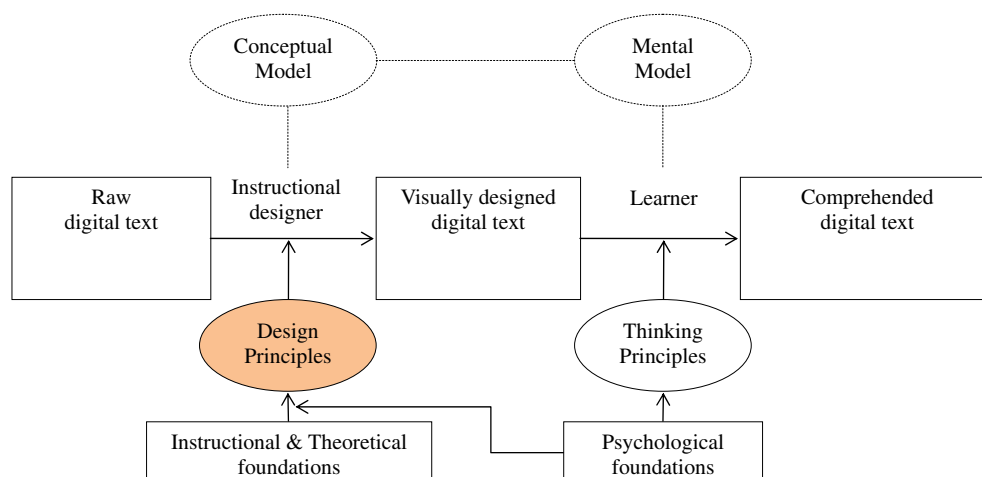 Conceptual
Model
Mental
Model
Raw
digital text
Instructional
designer
Visually designed
digital text
Learner
Comprehended
digital text
Design
Principles
Thinking
Principles
Instructional & Theoretical
foundations
Psychological
foundations